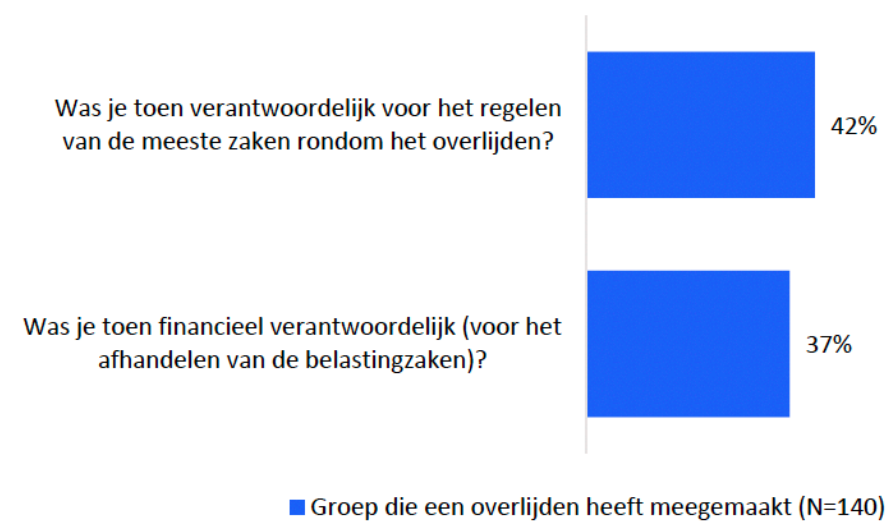 Was je toen verantwoordelijk voor het regelen
van de meeste zaken rondom het overlijden?
42%
Was je toen financieel verantwoordelijk (voor het
afhandelen van de belastingzaken)?
37%
Groep die een overlijden heeft meegemaakt (N=140)